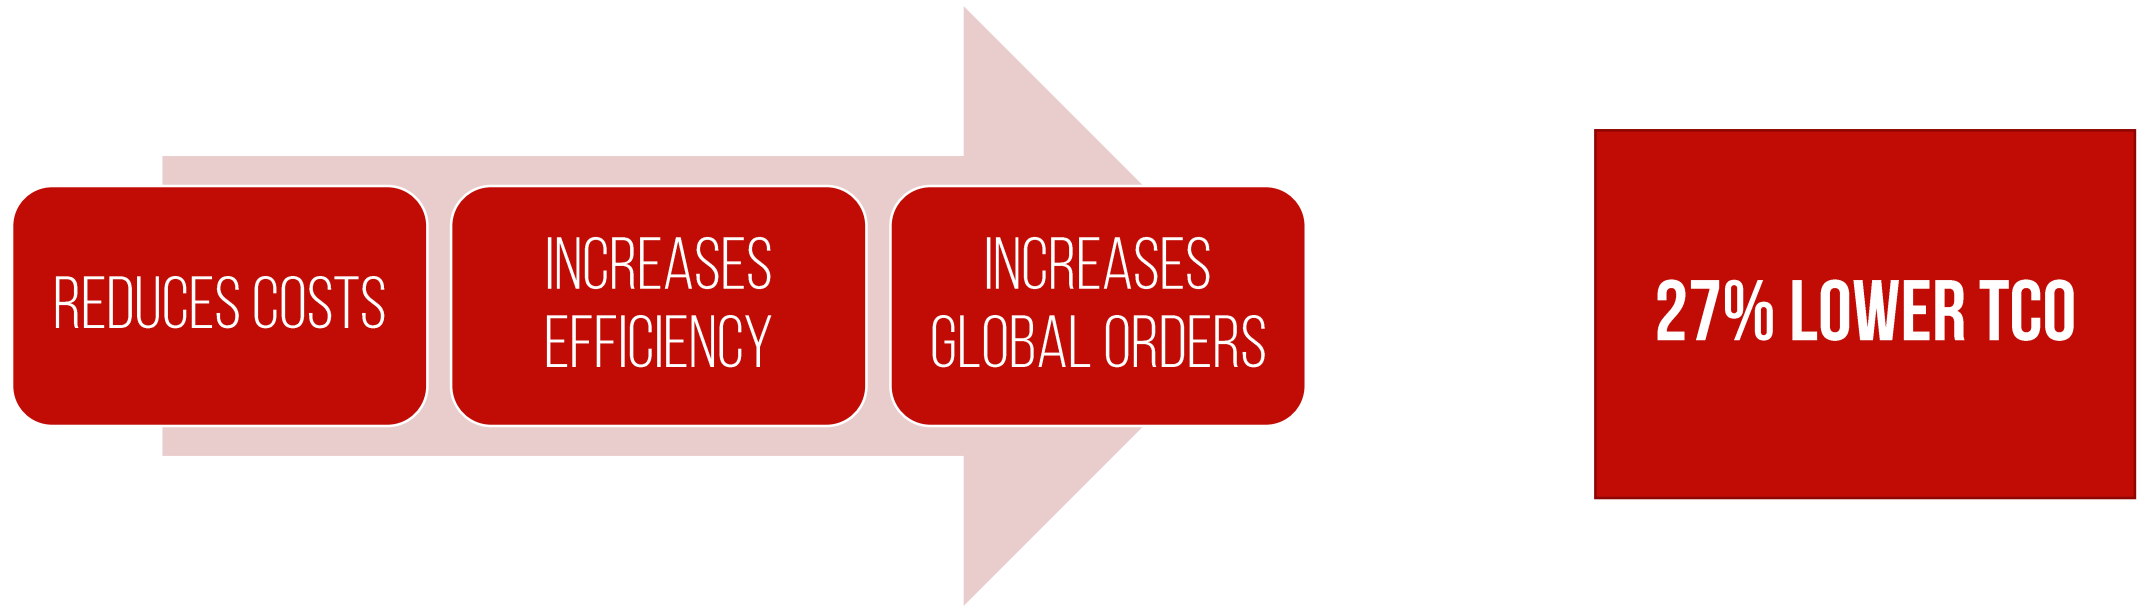 REDUCES COSTS
INCREASES
EFFICIENCY
INCREASES
GLOBAL ORDERS
27% LOWER TCO